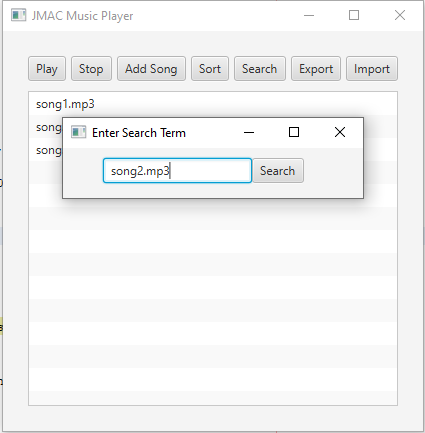 JMAC Music Player
Play Stop Add Song Sort Search Export Import
song1.mp3
song
song
Enter Search Term
song2.mp3 Search